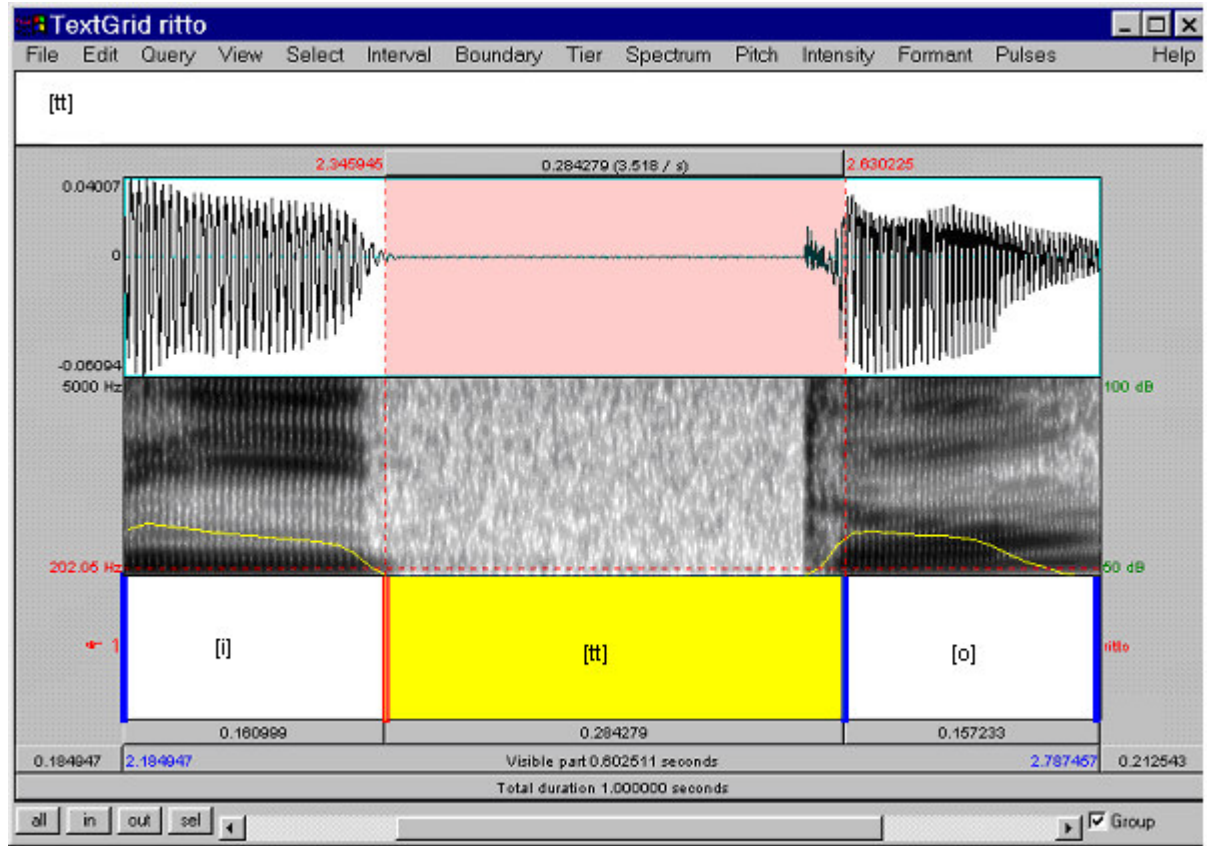 TextGrid ritto
File Edit Query View Select Interval Boundary Tier Spectrum Pitch Intensity Formant Pulses Help
[tt]
2.345945 0.284279 (3.518 / s) 2.630225
0.04007
0
-0.06094
5000 Hz 100 dB
202.05 Hz 50 dB
1 [i] [tt] [o] ritto
0.160999 0.284279 0.157233
0.184947 2.184947 Visible part 0.602511 seconds 2.787457 0.212543
Total duration 1.000000 seconds
all in out sel Group